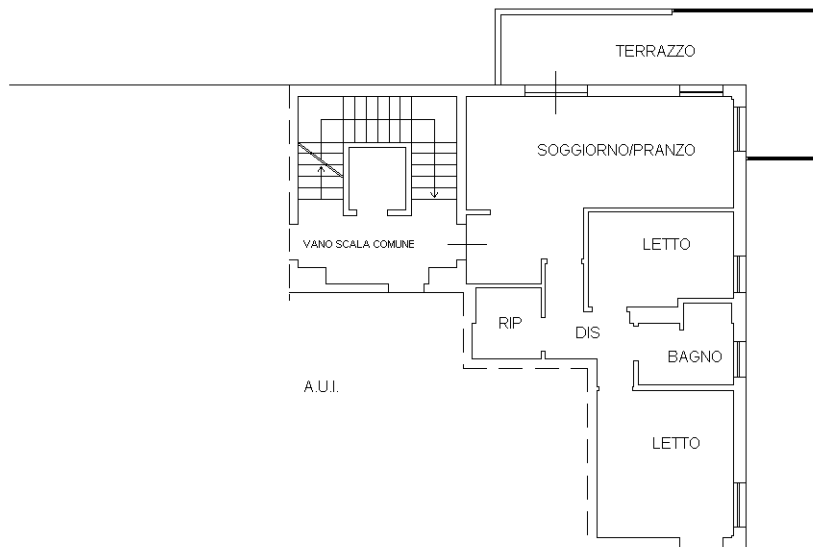 TERRAZZO
SOGGIORNO/PRANZO
VANO SCALA COMUNE
LETTO
RIP
DIS
BAGNO
A.U.I.
LETTO